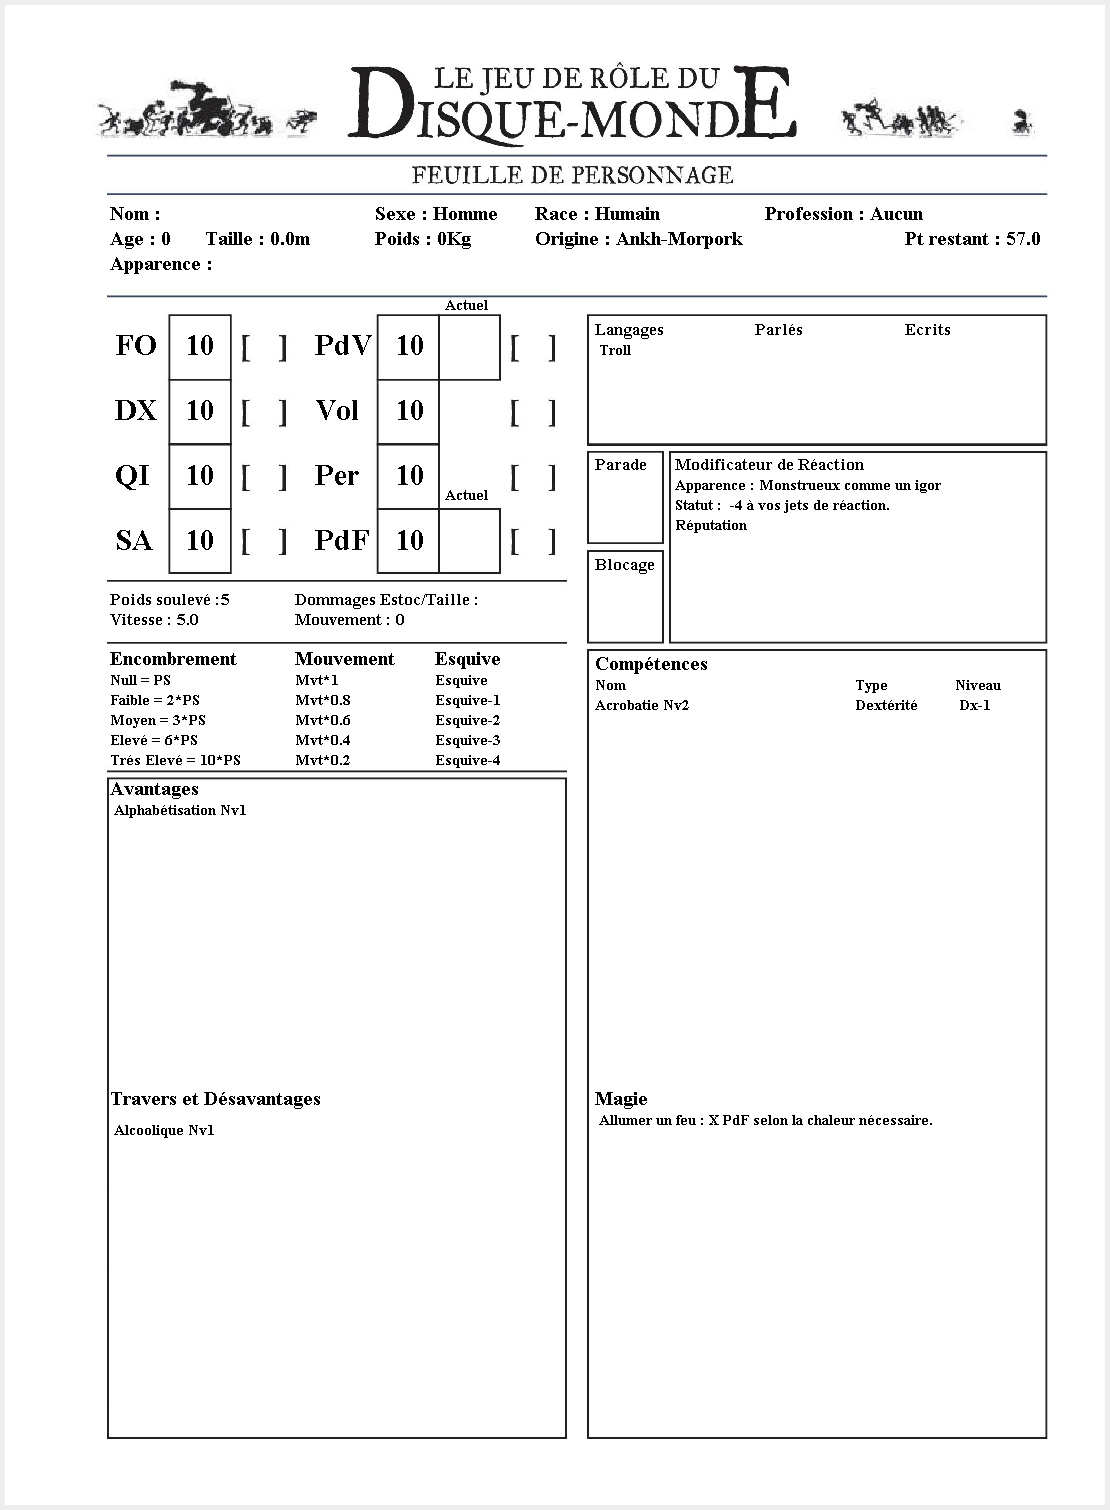 LE JEU DE RÔLE DU
DISQUE-MONDE
FEUILLE DE PERSONNAGE
Nom : Sexe : Homme Race : Humain Profession : Aucun
Age : 0 Taille : 0.0m Poids : 0Kg Origine : Ankh-Morpork Pt restant : 57.0
Apparence :
Actuel
FO 10 [ ] PdV 10 [ ]
DX 10 [ ] Vol 10 [ ]
QI 10 [ ] Per 10 [ ]
Actuel
SA 10 [ ] PdF 10 [ ]
Langages Parlés Ecrits
Troll
Parade
Blocage
Modificateur de Réaction
Apparence : Monstrueux comme un igor
Statut : -4 à vos jets de réaction.
Réputation
Poids soulevé :5 Dommages Estoc/Taille :
Vitesse : 5.0 Mouvement : 0
Encombrement Mouvement Esquive
Null = PS Mvt*1 Esquive
Faible = 2*PS Mvt*0.8 Esquive-1
Moyen = 3*PS Mvt*0.6 Esquive-2
Elevé = 6*PS Mvt*0.4 Esquive-3
Trés Elevé = 10*PS Mvt*0.2 Esquive-4
Compétences
Nom Type Niveau
Acrobatie Nv2 Dextérité Dx-1
Avantages
Alphabétisation Nv1
Travers et Désavantages
Alcoolique Nv1
Magie
Allumer un feu : X PdF selon la chaleur nécessaire.